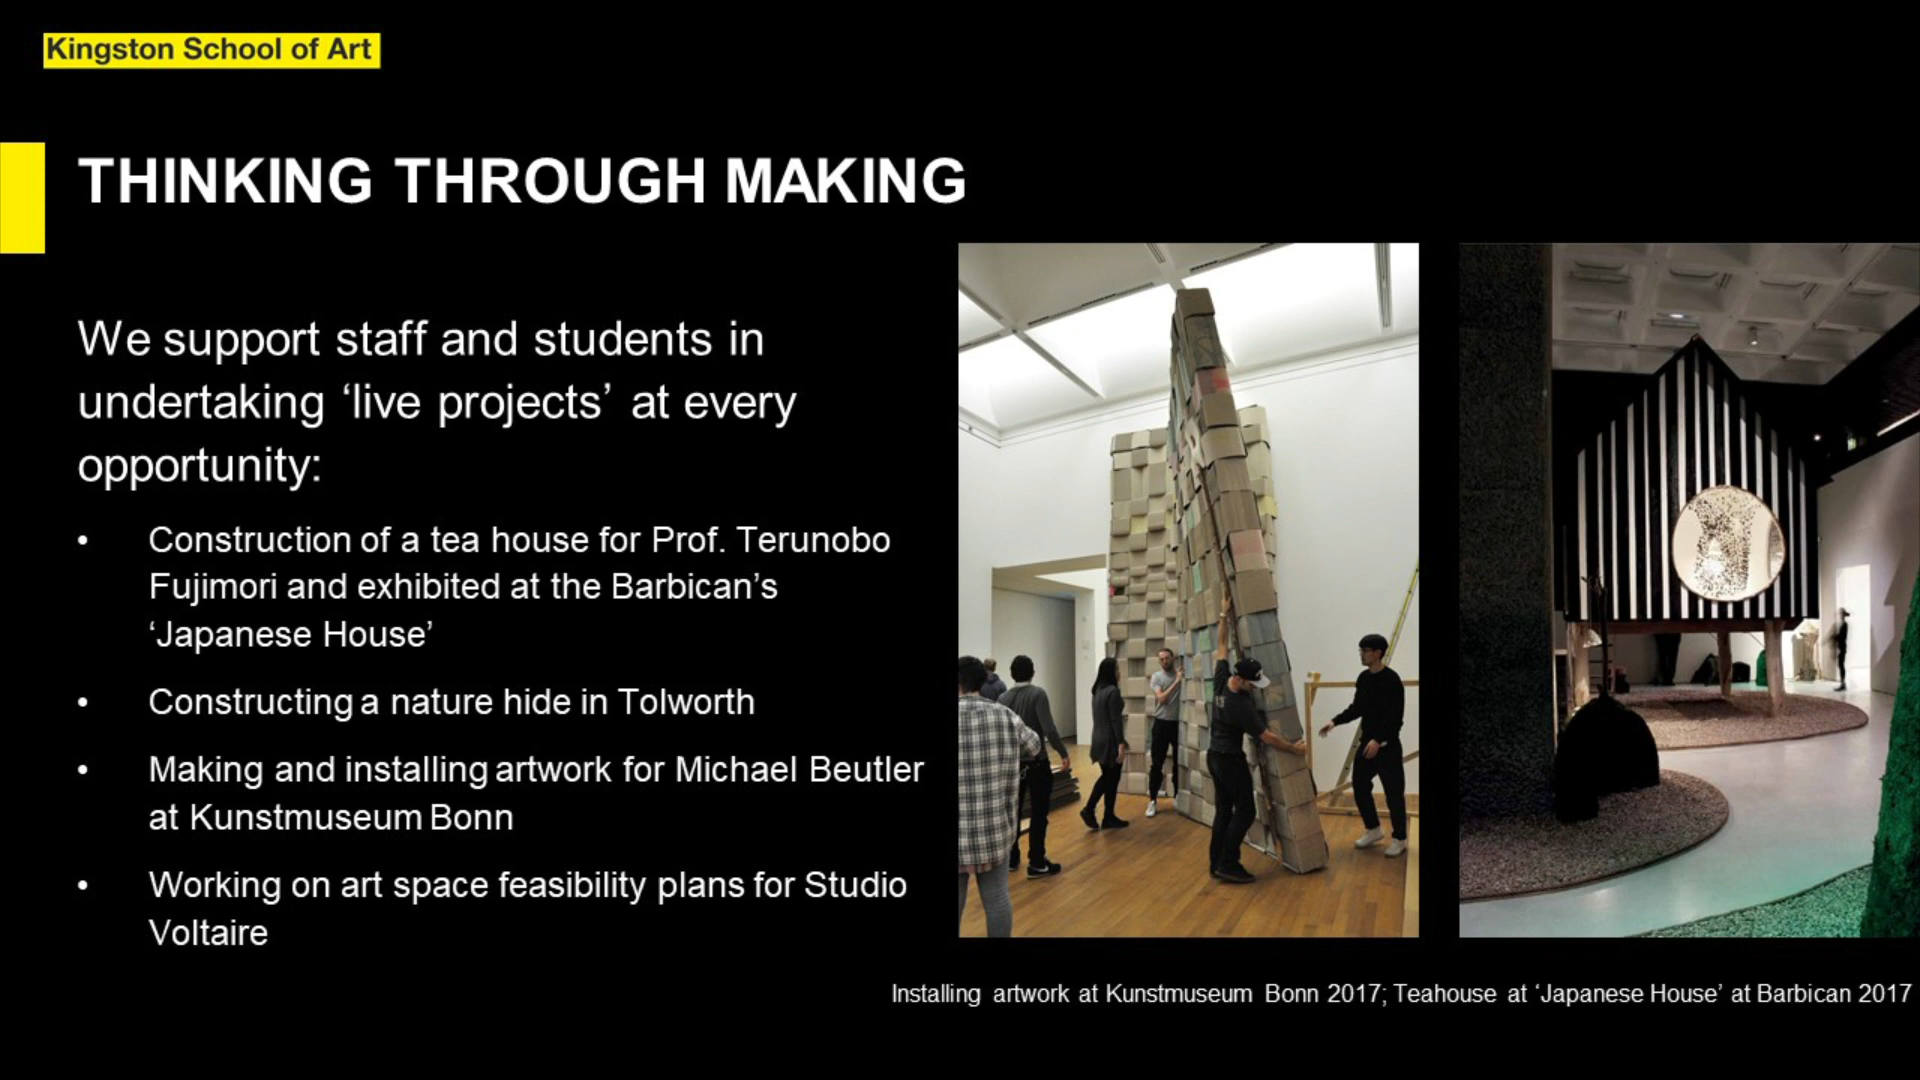 Kingston School of Art
THINKING THROUGH MAKING
We support staff and students in
undertaking ‘live projects’ at every
opportunity:
• Construction of a tea house for Prof. Terunobo
Fujimori and exhibited at the Barbican’s
‘Japanese House’
• Constructing a nature hide in Tolworth
• Making and installing artwork for Michael Beutler
at Kunstmuseum Bonn
• Working on art space feasibility plans for Studio
Voltaire
Installing artwork at Kunstmuseum Bonn 2017; Teahouse at ‘Japanese House’ at Barbican 2017